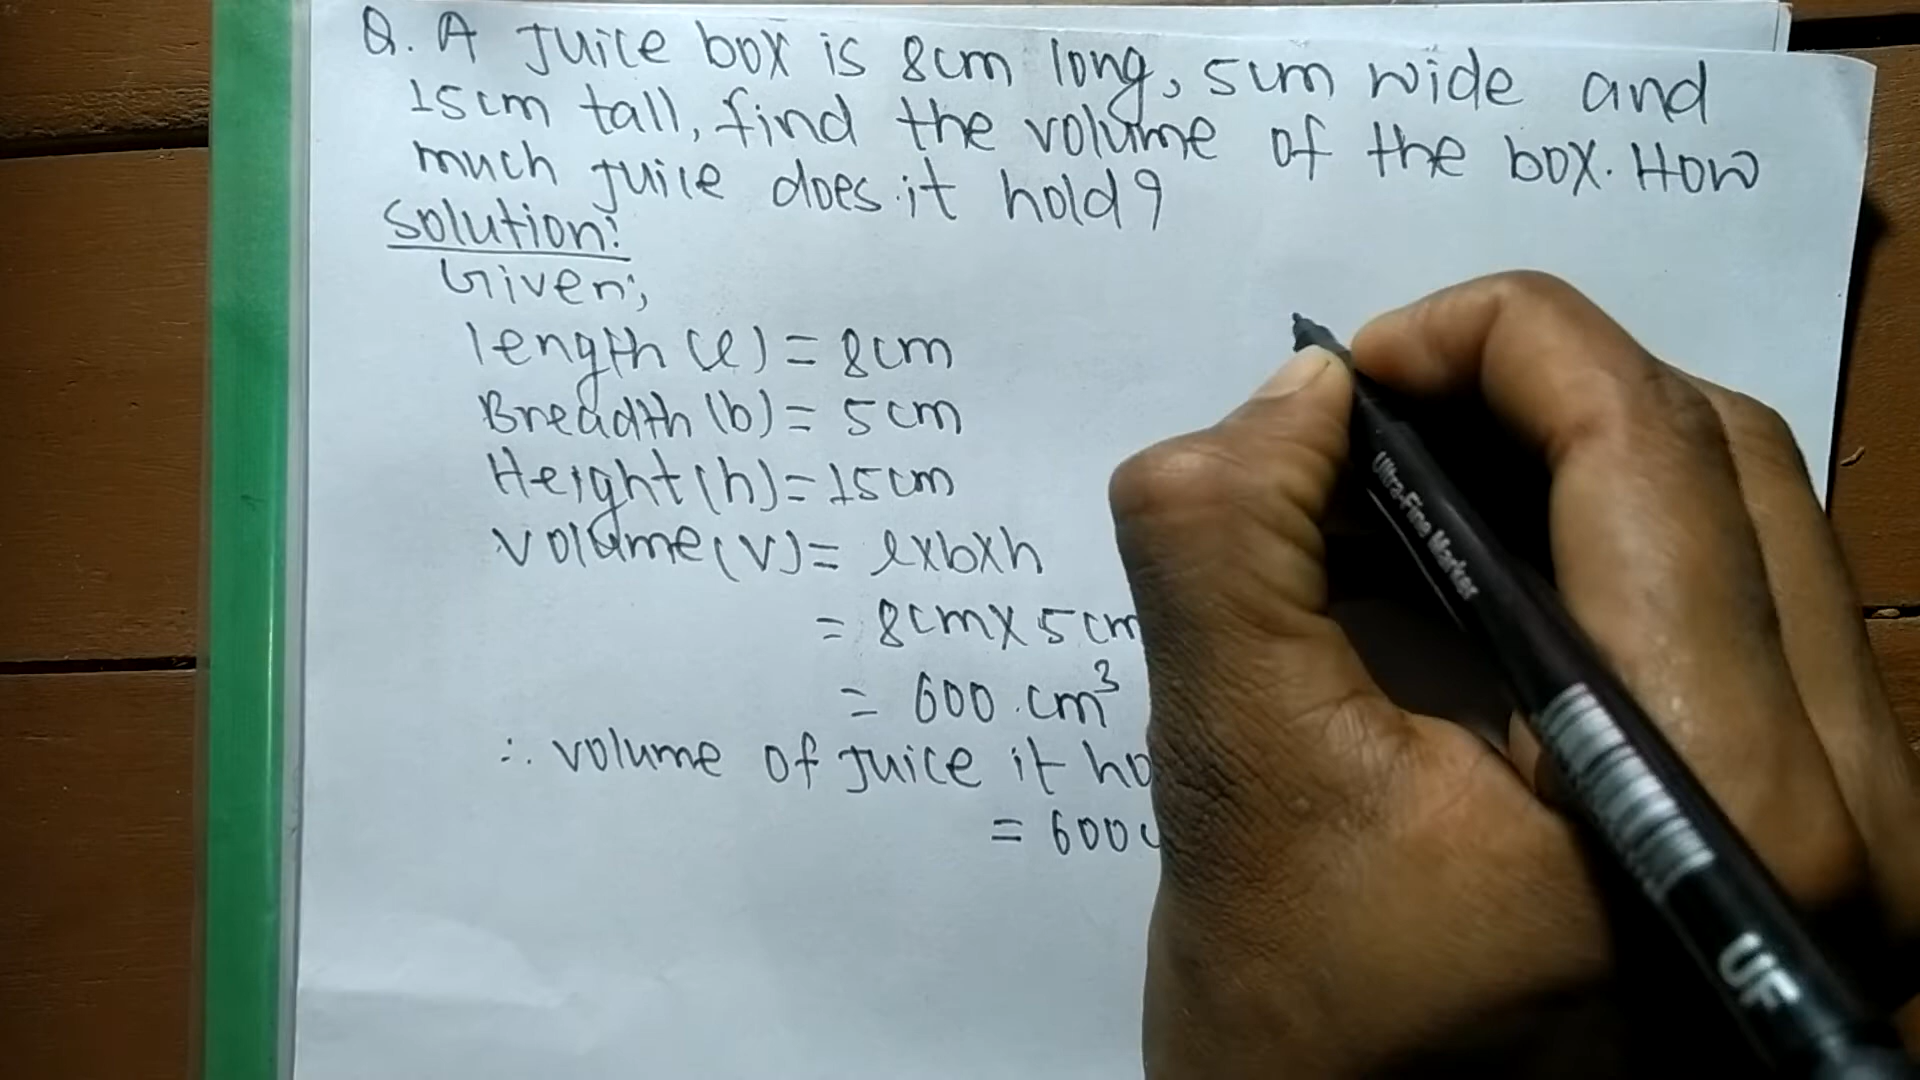 Q. A Juice box is 8cm long, 5cm wide and
15cm tall, find the volume of the box. How
much juice does it hold?
Solution:
Given;
length (l) = 8cm
Breadth (b) = 5cm
Height (h) = 15cm
Volume (V) = l×b×h
= 8cm × 5cm
= 600 cm³
∴ volume of juice it
= 600
Ultra-Fine Marker
UF